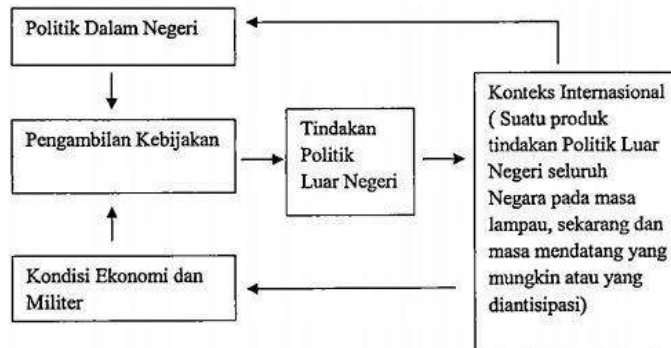 Politik Dalam Negeri
Pengambilan Kebijakan
Tindakan
Politik
Luar Negeri
Kondisi Ekonomi dan
Militer
Konteks Internasional
( Suatu produk
tindakan Politik Luar
Negeri seluruh
Negara pada masa
lampau, sekarang dan
masa mendatang yang
mungkin atau yang
diantisipasi)